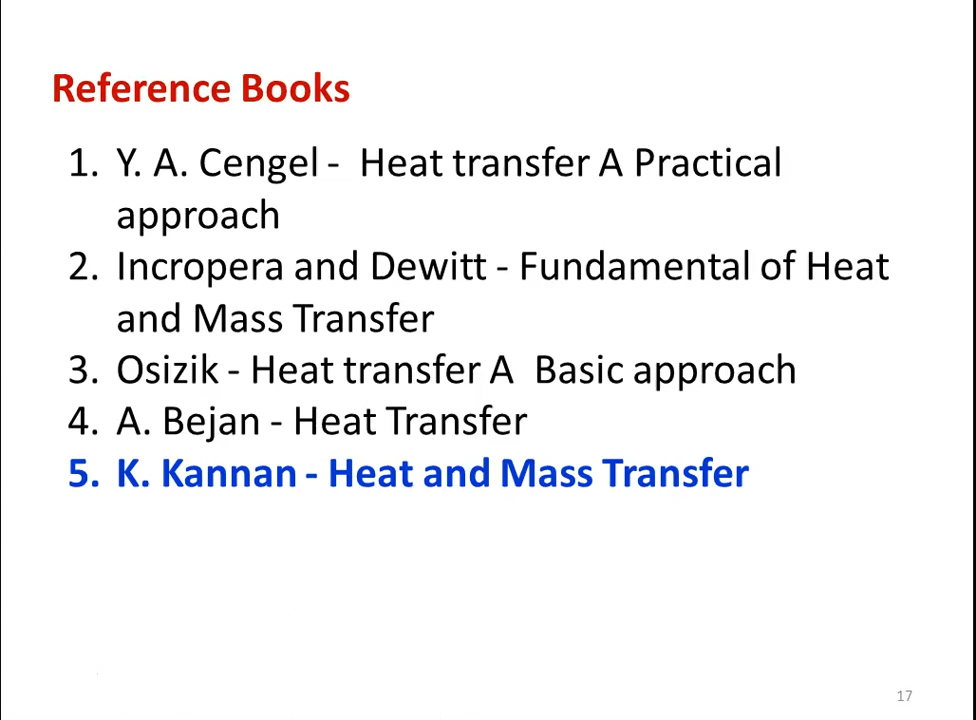 Reference Books
1. Y. A. Cengel - Heat transfer A Practical
approach
2. Incropera and Dewitt - Fundamental of Heat
and Mass Transfer
3. Osizik - Heat transfer A Basic approach
4. A. Bejan - Heat Transfer
5. K. Kannan - Heat and Mass Transfer
17